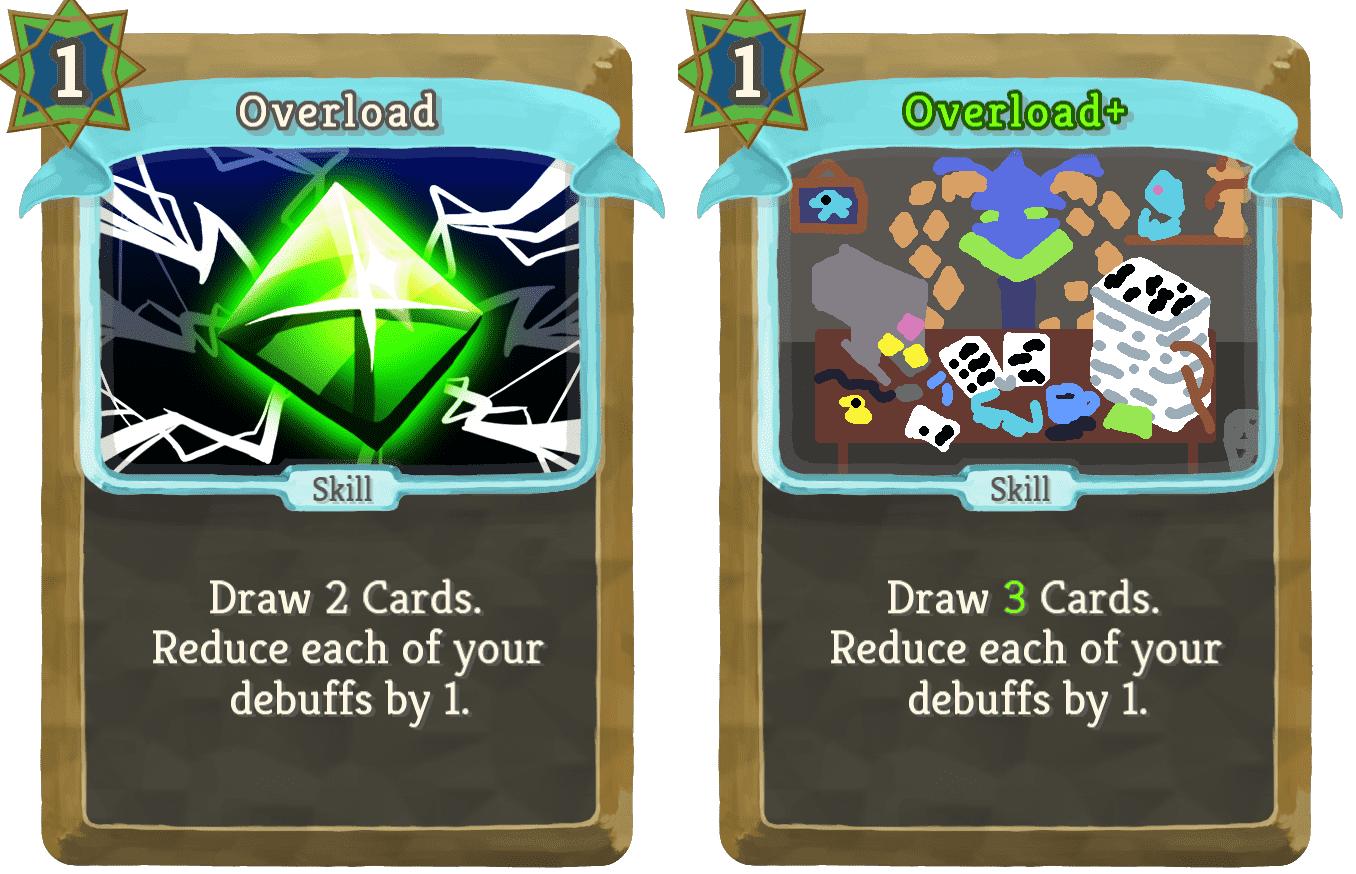 1
Overload
Skill
Draw 2 Cards.
Reduce each of your
debuffs by 1.
1
Overload+
Skill
Draw 3 Cards.
Reduce each of your
debuffs by 1.